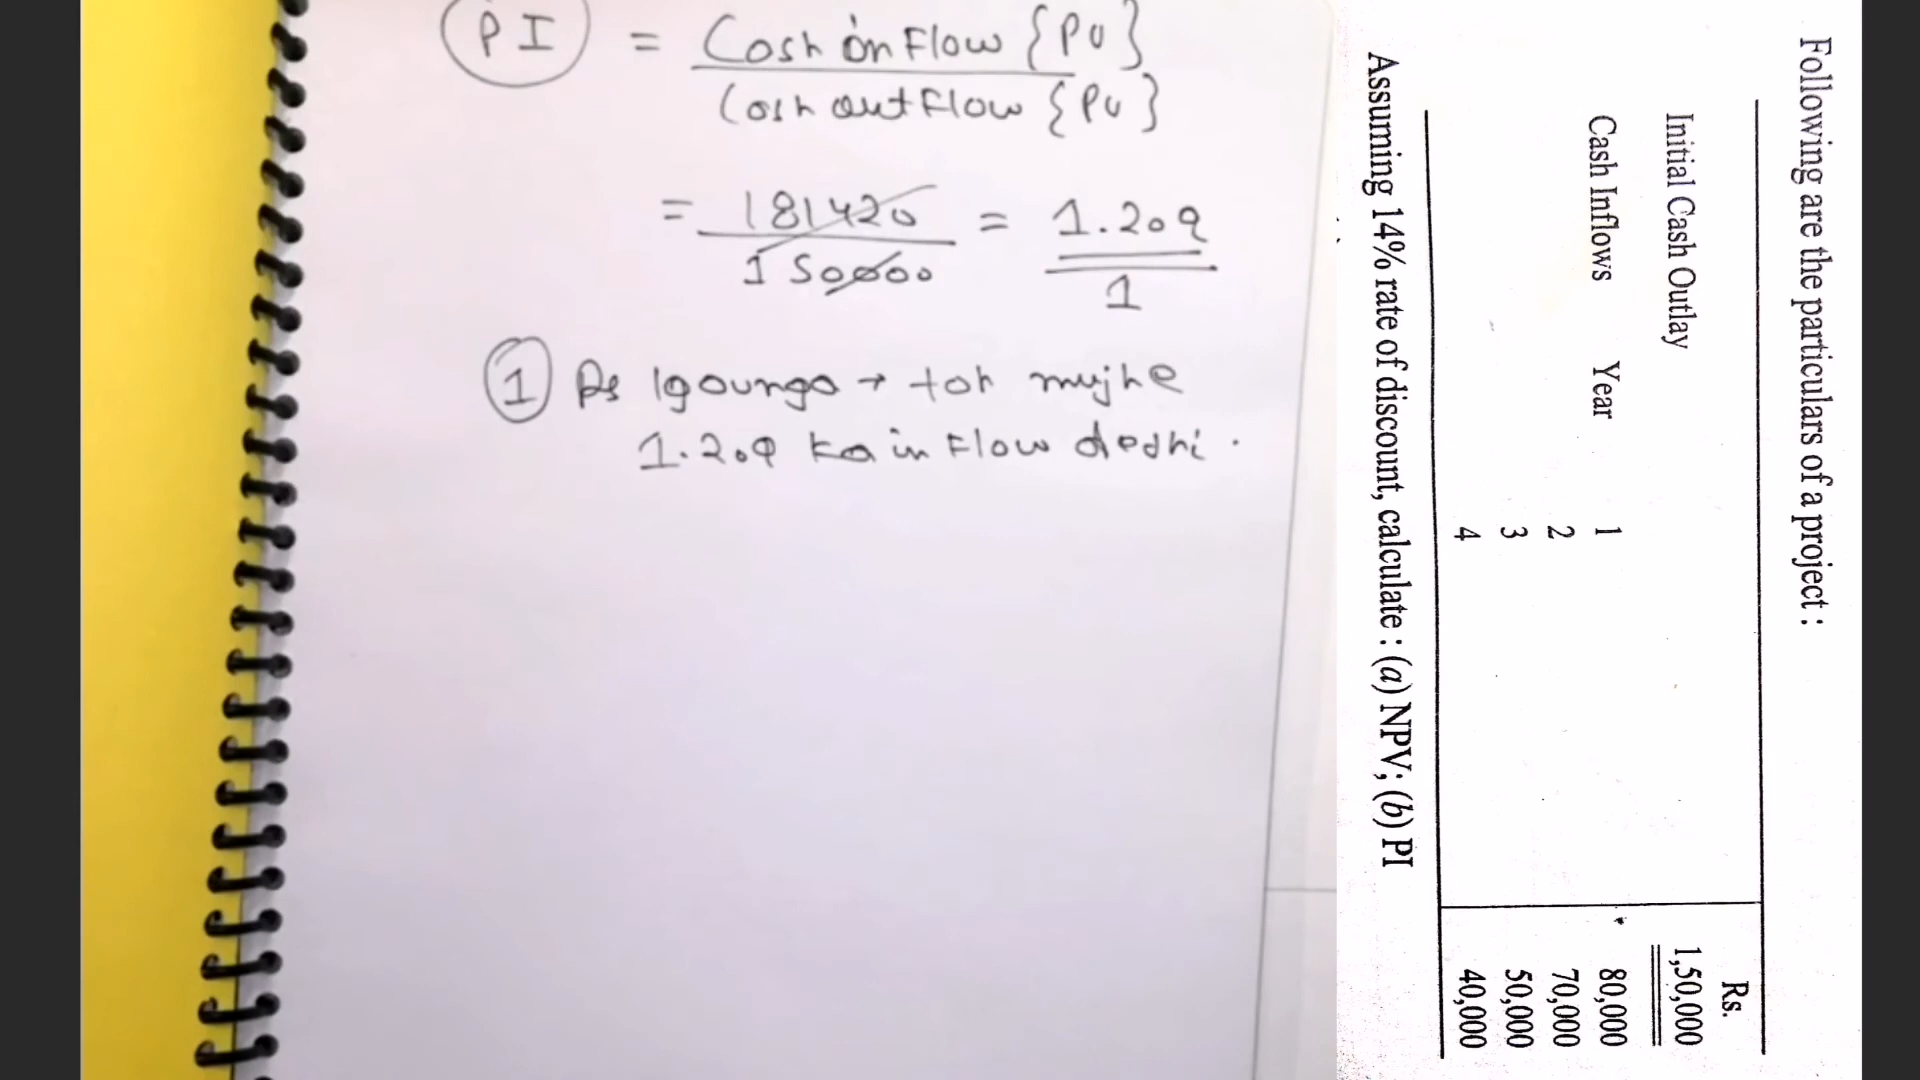 PI = Cash inflow {PV}
Cash outflow {PV}
= 181420 = 1.209
150000 1
1 Rs lgaunga → toh mujhe
1.209 ka inflow dedhi.
Following are the particulars of a project :
Rs.
Initial Cash Outlay 1,50,000
Cash Inflows Year 1 80,000
2 70,000
3 50,000
4 40,000
Assuming 14% rate of discount, calculate : (a) NPV; (b) PI